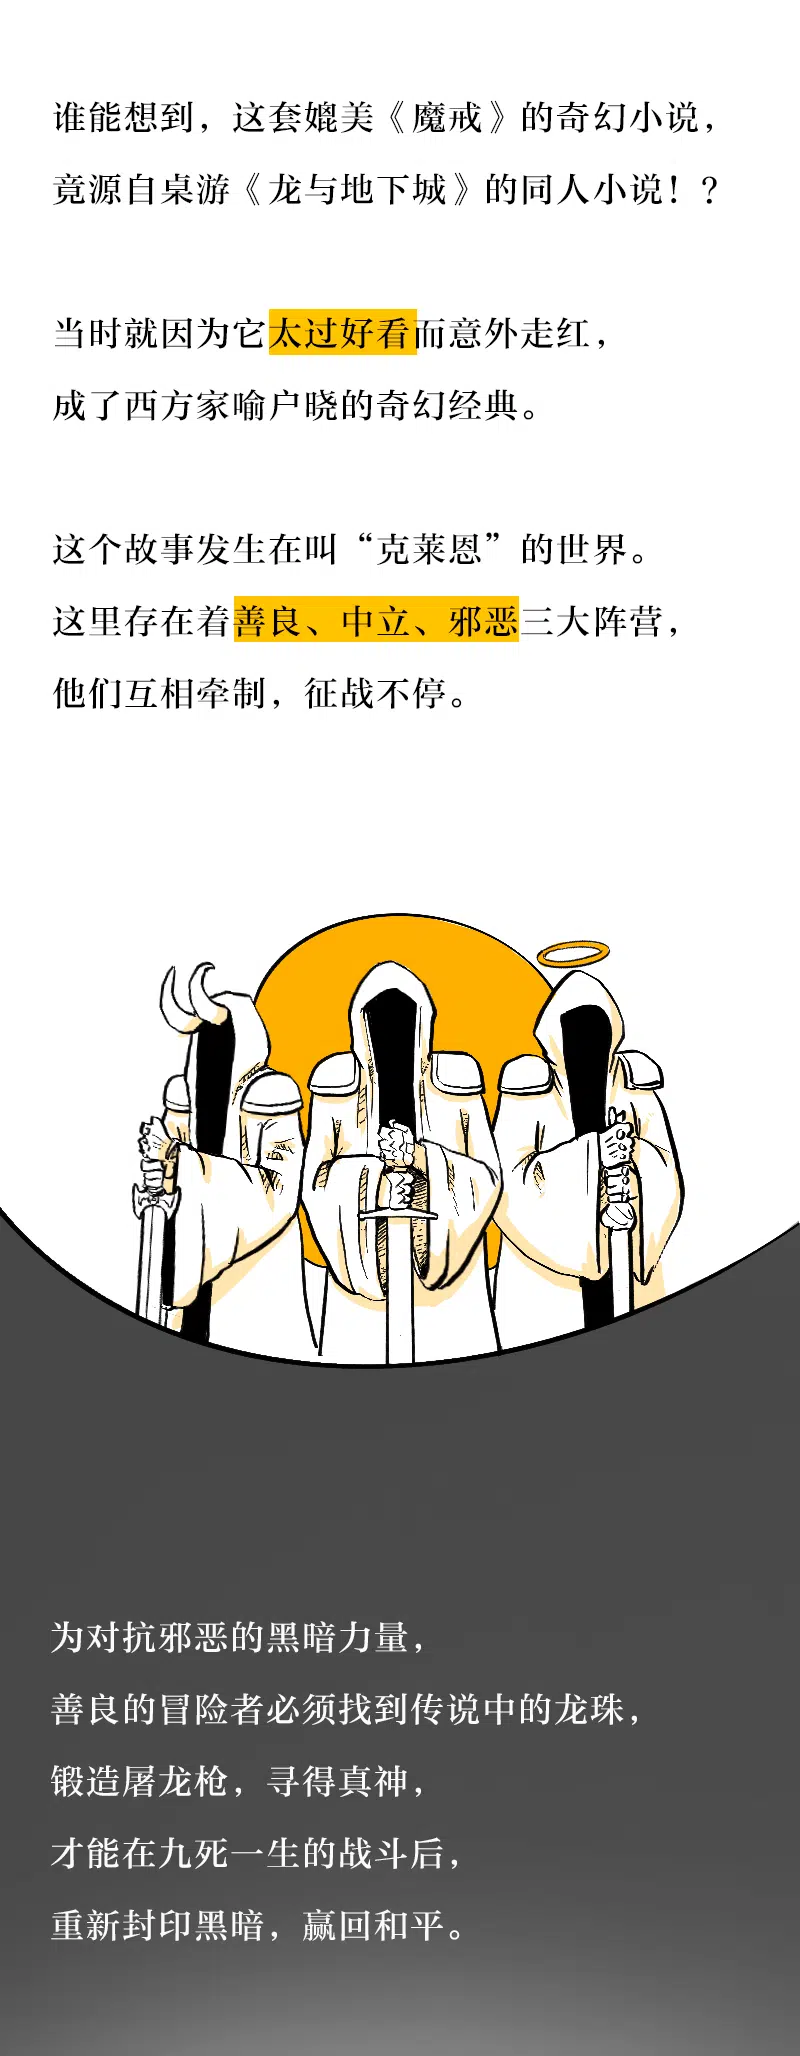 谁能想到，这套媲美《魔戒》的奇幻小说，
竟源自桌游《龙与地下城》的同人小说！？
当时就因为它太过好看而意外走红，
成了西方家喻户晓的奇幻经典。
这个故事发生在叫“克莱恩”的世界。
这里存在着善良、中立、邪恶三大阵营，
他们互相牵制，征战不停。
为对抗邪恶的黑暗力量，
善良的冒险者必须找到传说中的龙珠，
锻造屠龙枪，寻得真神，
才能在九死一生的战斗后，
重新封印黑暗，赢回和平。